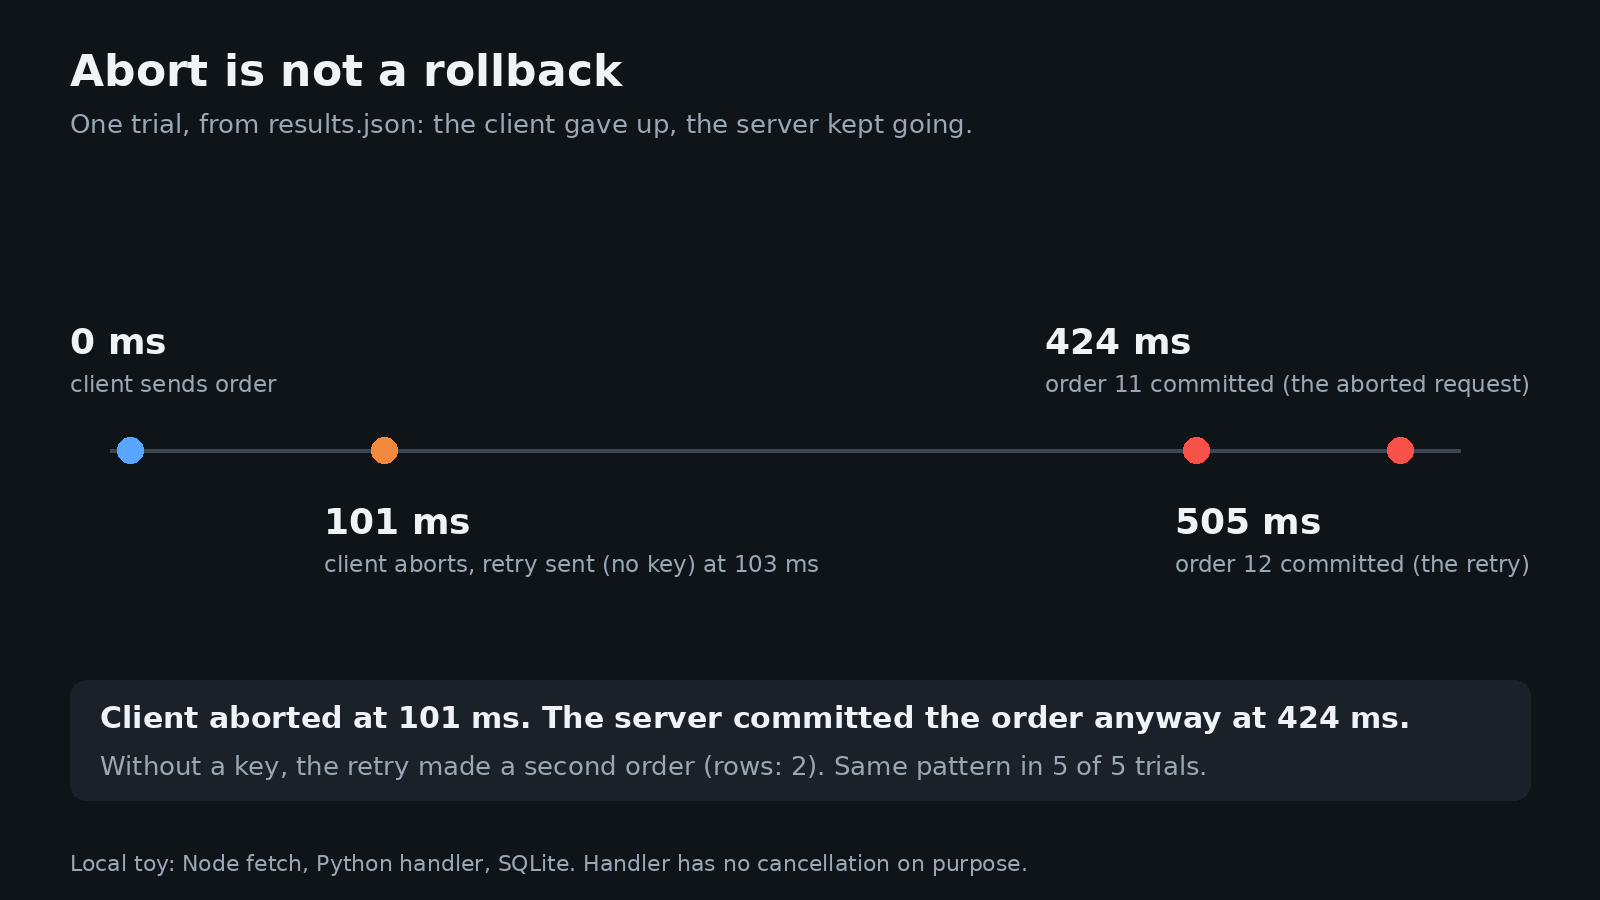 Abort is not a rollback
One trial, from results.json: the client gave up, the server kept going.
0 ms
client sends order
424 ms
order 11 committed (the aborted request)
101 ms
client aborts, retry sent (no key) at 103 ms
505 ms
order 12 committed (the retry)
Client aborted at 101 ms. The server committed the order anyway at 424 ms.
Without a key, the retry made a second order (rows: 2). Same pattern in 5 of 5 trials.
Local toy: Node fetch, Python handler, SQLite. Handler has no cancellation on purpose.